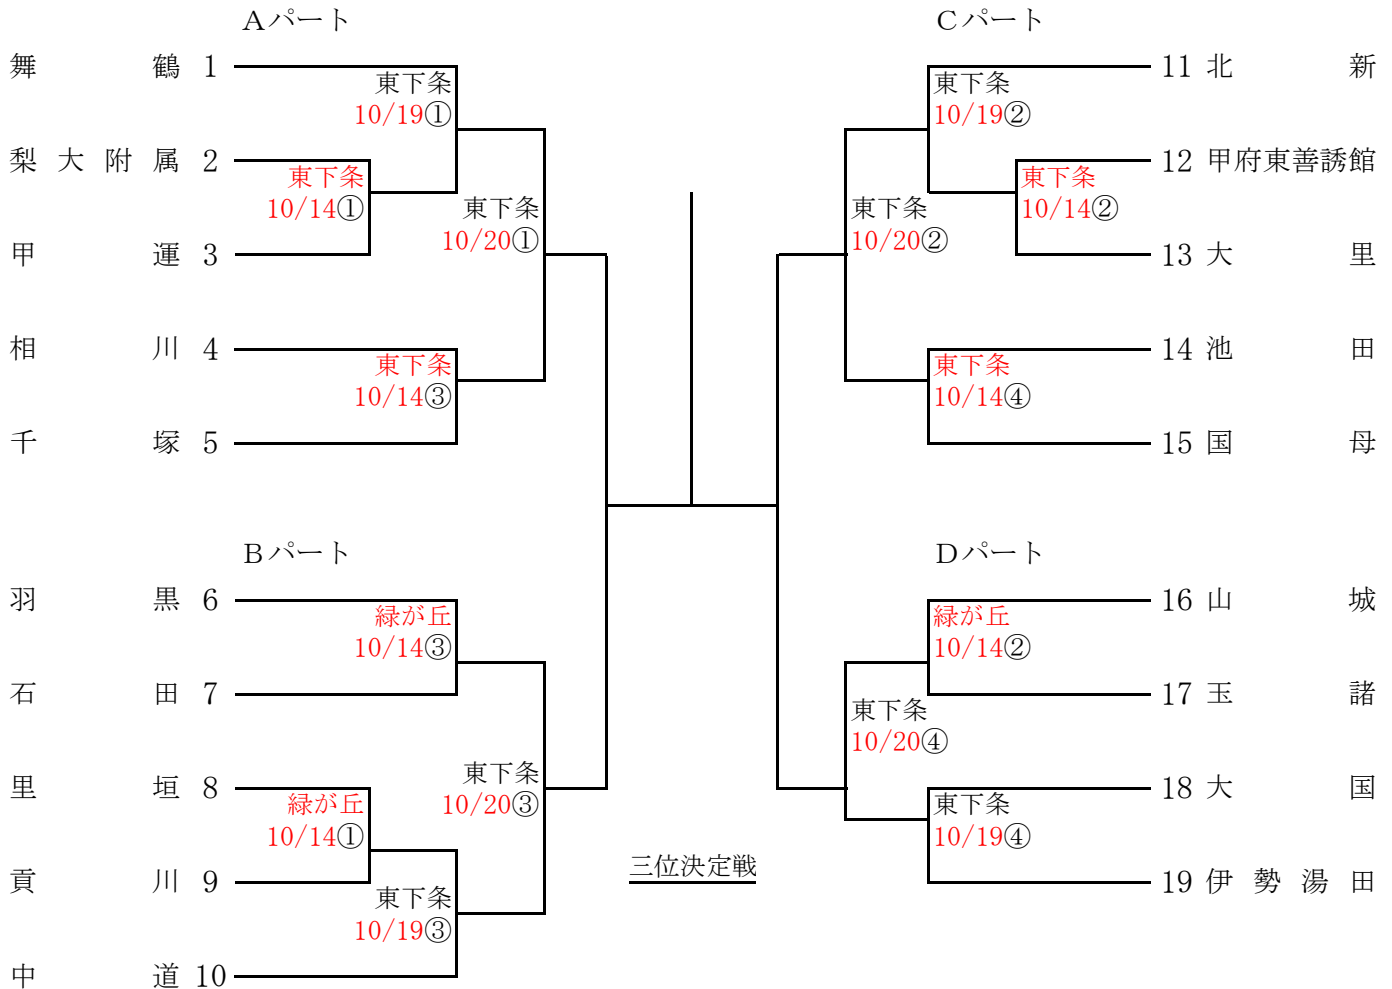 Aパート
舞鶴 1
東下条
10/19①
梨大附属 2
東下条
10/14①
甲運 3
東下条
10/20①
相川 4
東下条
10/14③
千塚 5
Bパート
羽黒 6
緑が丘
10/14③
石田 7
里垣 8
緑が丘
10/14①
東下条
10/20③
貢川 9
東下条
10/19③
中道 10
三位決定戦
Cパート
11 北新
東下条
10/19②
12 甲府東善誘館
東下条
10/14②
東下条
10/20②
13 大里
14 池田
東下条
10/14④
15 国母
Dパート
16 山城
緑が丘
10/14②
17 玉諸
東下条
10/20④
18 大国
東下条
10/19④
19 伊勢湯田